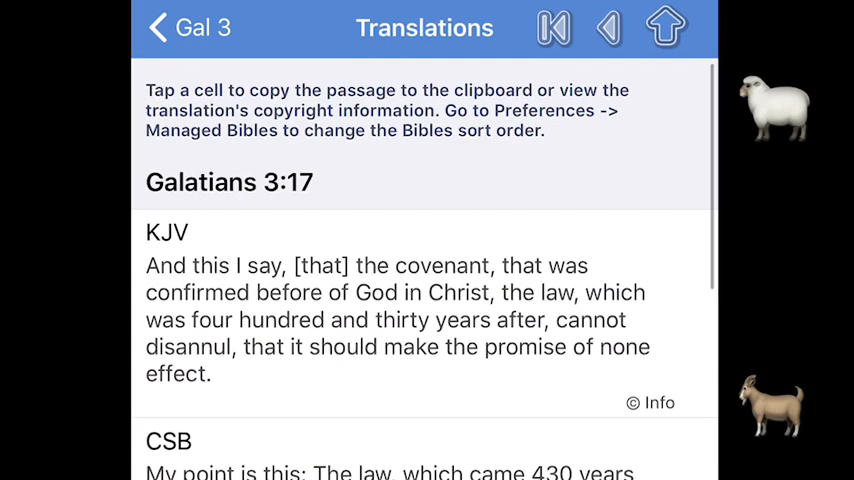 Gal 3
Translations
Tap a cell to copy the passage to the clipboard or view the
translation's copyright information. Go to Preferences ->
Managed Bibles to change the Bibles sort order.
Galatians 3:17
KJV
And this I say, [that] the covenant, that was
confirmed before of God in Christ, the law, which
was four hundred and thirty years after, cannot
disannul, that it should make the promise of none
effect.
© Info
CSB
My point is this: The law, which came 430 years